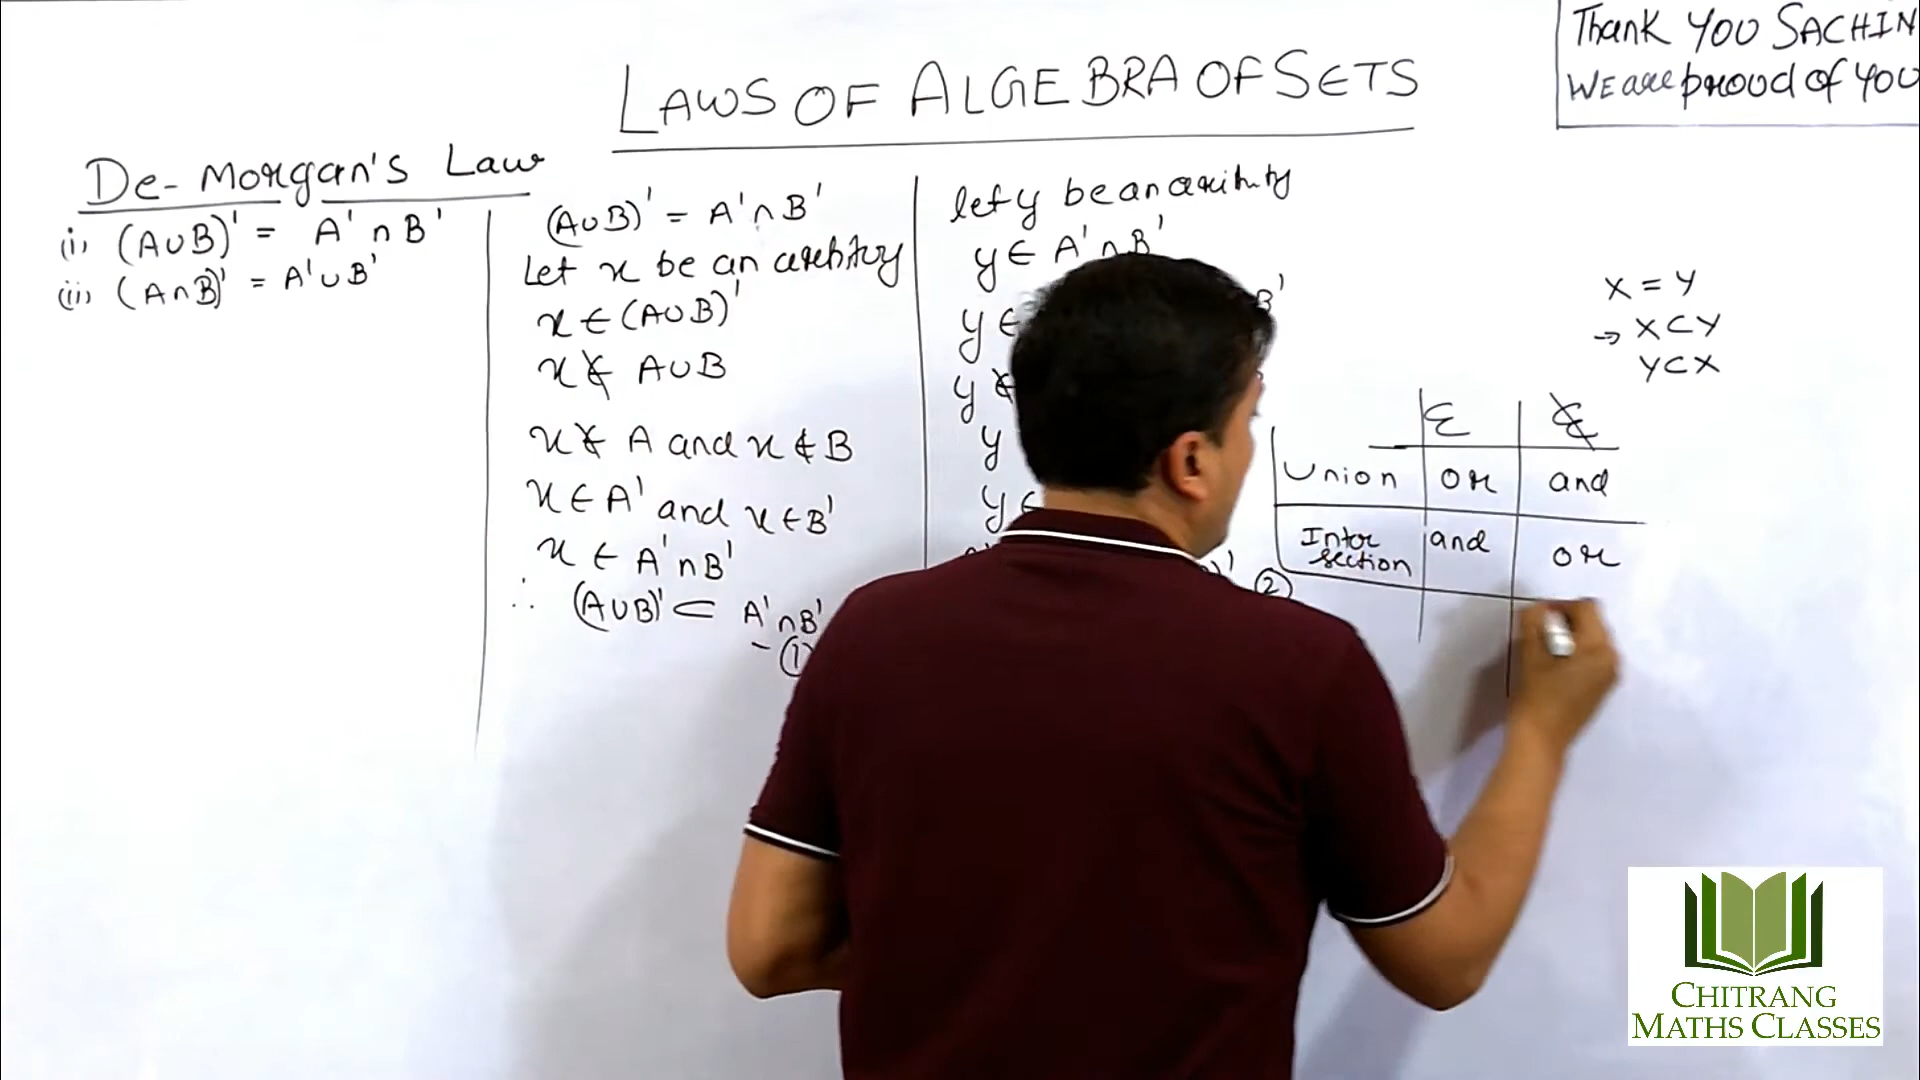 Thank YOU SACHIN
WE are proud of YOU
LAWS OF ALGEBRA OF SETS
De-Morgan's Law
(i) (A∪B)' = A' ∩ B'
(ii) (A∩B)' = A'∪B'
(A∪B)' = A'∩B'
Let x be an arbitrary
x ∈ (A∪B)'
x ∉ A∪B
x ∉ A and x ∉ B
x ∈ A' and x ∈ B'
x ∈ A'∩B'
∴ (A∪B)' ⊂ A'∩B'
- ①
let y be an
y ∈ A'∩B'
y ∈ B'
y ∉
y
y ∈
②
X = Y
→ X⊂Y
Y⊂X
∈ ∉
Union or and
Inter and or
section
CHITRANG
MATHS CLASSES